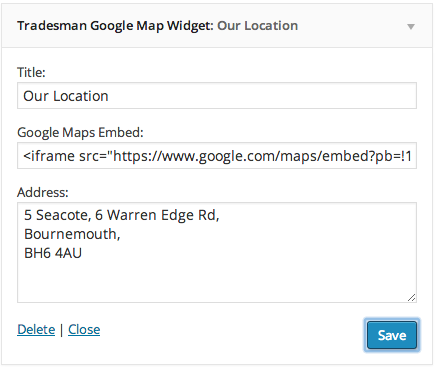 Tradesman Google Map Widget: Our Location
Title:
Our Location
Google Maps Embed:
<iframe src="https://www.google.com/maps/embed?pb=!1
Address:
5 Seacote, 6 Warren Edge Rd,
Bournemouth,
BH6 4AU
Delete | Close
Save